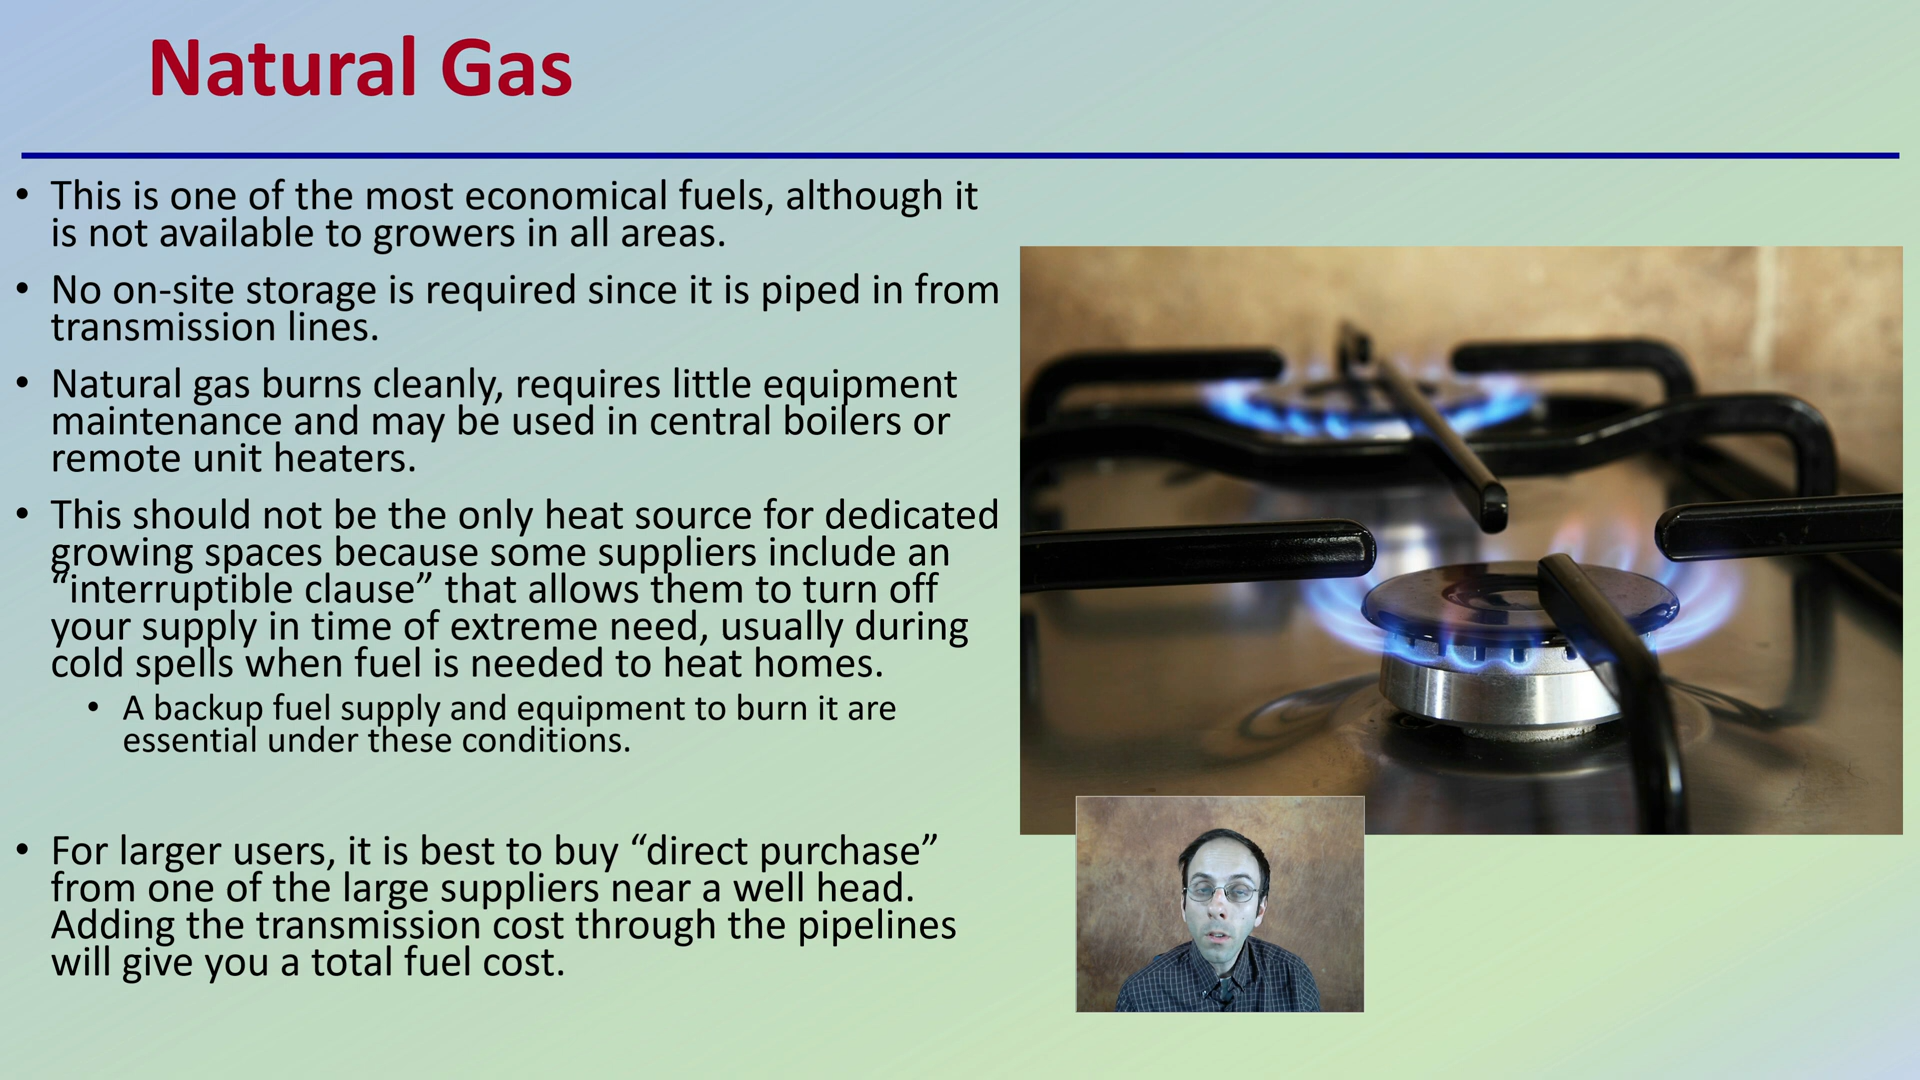 Natural Gas
• This is one of the most economical fuels, although it
is not available to growers in all areas.
• No on-site storage is required since it is piped in from
transmission lines.
• Natural gas burns cleanly, requires little equipment
maintenance and may be used in central boilers or
remote unit heaters.
• This should not be the only heat source for dedicated
growing spaces because some suppliers include an
“interruptible clause” that allows them to turn off
your supply in time of extreme need, usually during
cold spells when fuel is needed to heat homes.
• A backup fuel supply and equipment to burn it are
essential under these conditions.
• For larger users, it is best to buy “direct purchase”
from one of the large suppliers near a well head.
Adding the transmission cost through the pipelines
will give you a total fuel cost.